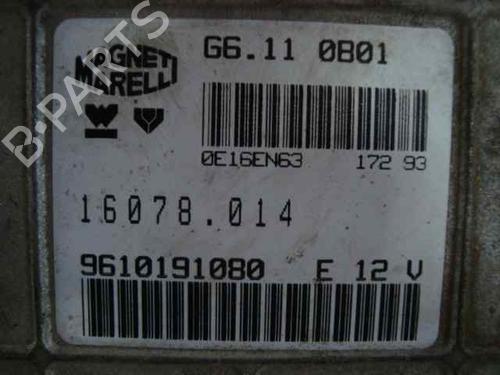 MAGNETI
MARELLI
G6.11 0B01
0E16EN63 172 93
16078.014
9610191080 E 12 V
B-PARTS